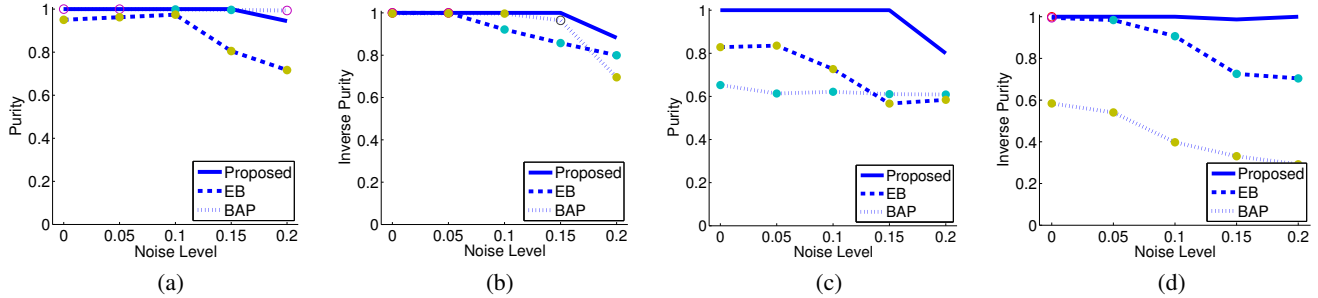 Purity
1
0.8
0.6
0.4
0.2
0
0 0.05 0.1 0.15 0.2
Noise Level
Proposed
EB
BAP
(a)
Inverse Purity
1
0.8
0.6
0.4
0.2
0
0 0.05 0.1 0.15 0.2
Noise Level
Proposed
EB
BAP
(b)
Purity
1
0.8
0.6
0.4
0.2
0
0 0.05 0.1 0.15 0.2
Noise Level
Proposed
EB
BAP
(c)
Inverse Purity
1
0.8
0.6
0.4
0.2
0
0 0.05 0.1 0.15 0.2
Noise Level
Proposed
EB
BAP
(d)